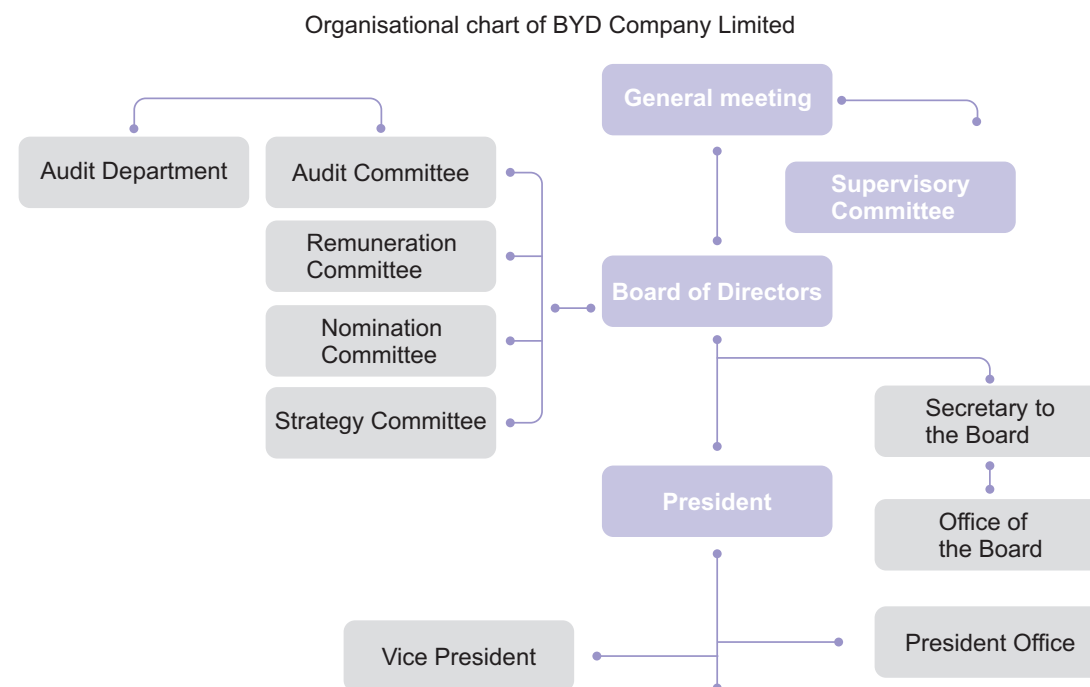 Organisational chart of BYD Company Limited
General meeting
Audit Department
Audit Committee
Supervisory
Committee
Remuneration
Committee
Board of Directors
Nomination
Committee
Strategy Committee
Secretary to
the Board
President
Office of
the Board
Vice President
President Office